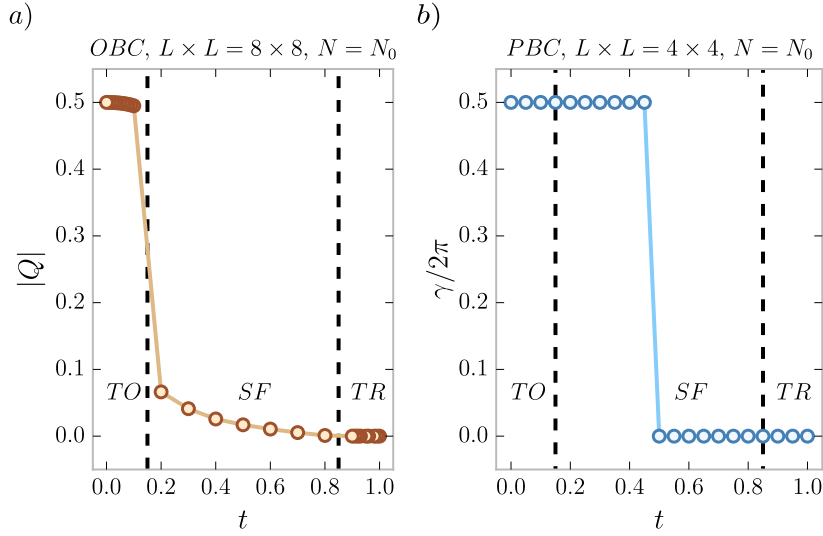 a)
OBC, L × L = 8 × 8, N = N₀
|Q|
0.5
0.4
0.3
0.2
0.1
0.0
TO
SF
TR
0.0 0.2 0.4 0.6 0.8 1.0
t
b)
PBC, L × L = 4 × 4, N = N₀
γ/2π
0.5
0.4
0.3
0.2
0.1
0.0
TO
SF
TR
0.0 0.2 0.4 0.6 0.8 1.0
t